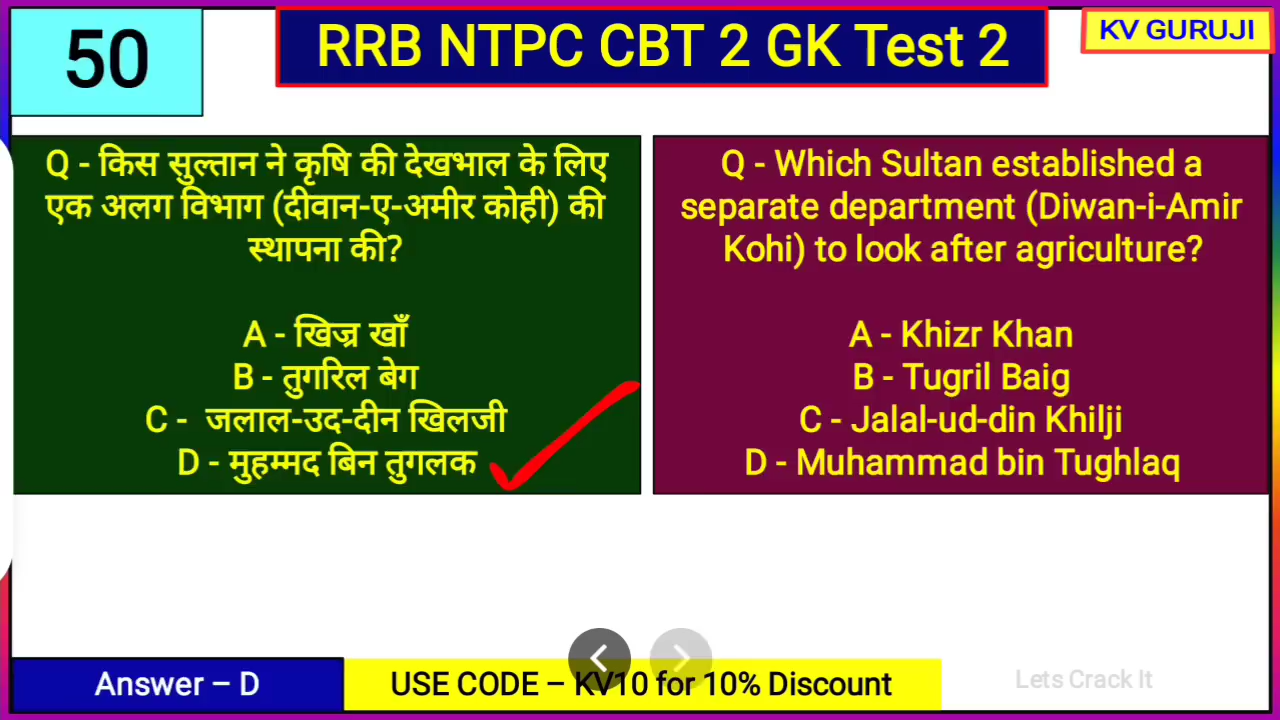 50
RRB NTPC CBT 2 GK Test 2
KV GURUJI
Q - किस सुल्तान ने कृषि की देखभाल के लिए
एक अलग विभाग (दीवान-ए-अमीर कोही) की
स्थापना की?
A - खिज्र खाँ
B - तुगरिल बेग
C - जलाल-उद-दीन खिलजी
D - मुहम्मद बिन तुगलक
Q - Which Sultan established a
separate department (Diwan-i-Amir
Kohi) to look after agriculture?
A - Khizr Khan
B - Tugril Baig
C - Jalal-ud-din Khilji
D - Muhammad bin Tughlaq
Answer – D
USE CODE – KV10 for 10% Discount
Lets Crack It